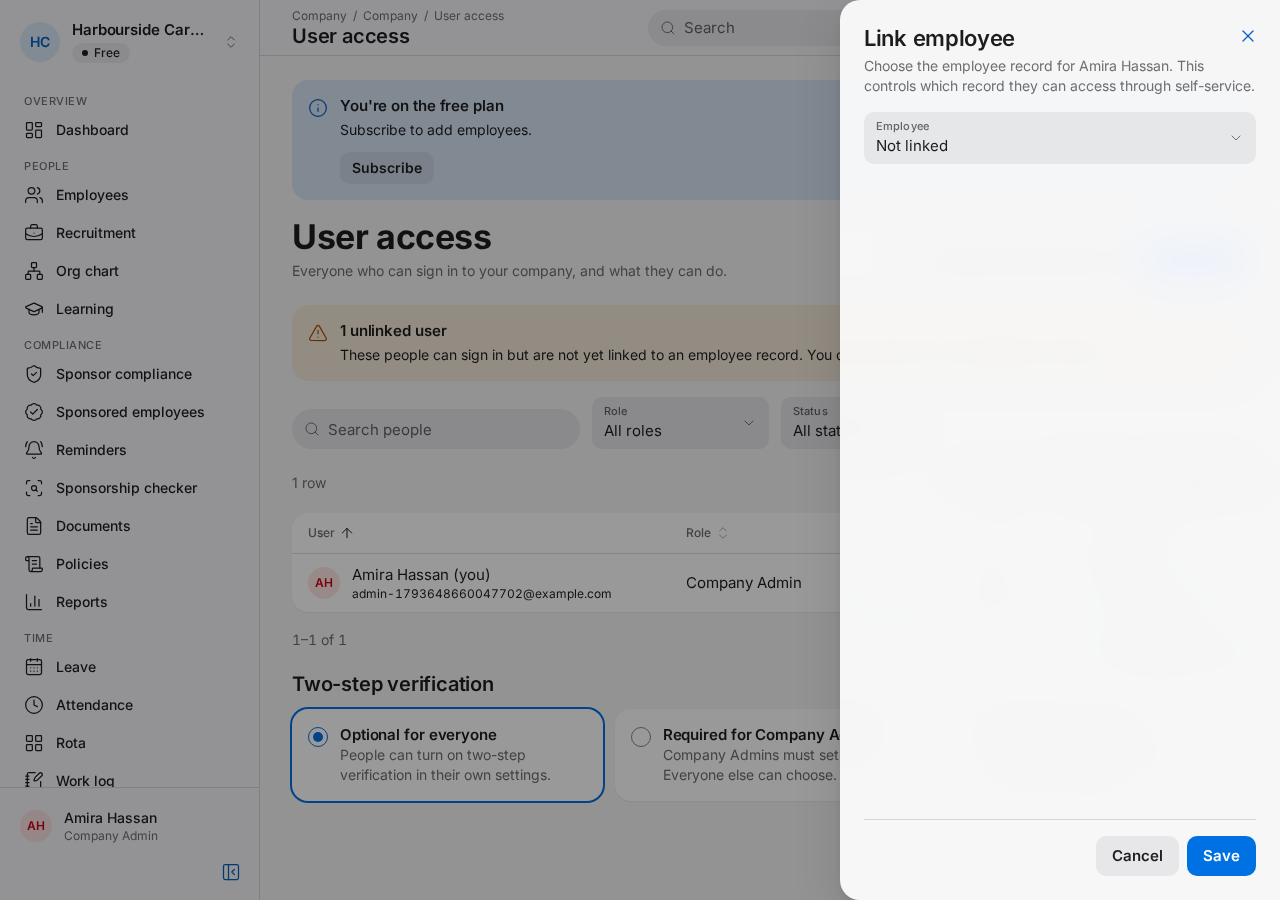 HC
Harbourside Car...
Free
OVERVIEW
Dashboard
PEOPLE
Employees
Recruitment
Org chart
Learning
COMPLIANCE
Sponsor compliance
Sponsored employees
Reminders
Sponsorship checker
Documents
Policies
Reports
TIME
Leave
Attendance
Rota
Work log
AH
Amira Hassan
Company Admin
Company / Company / User access
User access
Search
You're on the free plan
Subscribe to add employees.
Subscribe
User access
Everyone who can sign in to your company, and what they can do.
1 unlinked user
These people can sign in but are not yet linked to an employee record. You
Search people
Role
All roles
Status
All stat
1 row
User
Role
AH
Amira Hassan (you)
admin-1793648660047702@example.com
Company Admin
1–1 of 1
Two-step verification
Optional for everyone
People can turn on two-step
verification in their own settings.
Required for Company A
Company Admins must set
Everyone else can choose.
Link employee
Choose the employee record for Amira Hassan. This
controls which record they can access through self-service.
Employee
Not linked
Cancel
Save